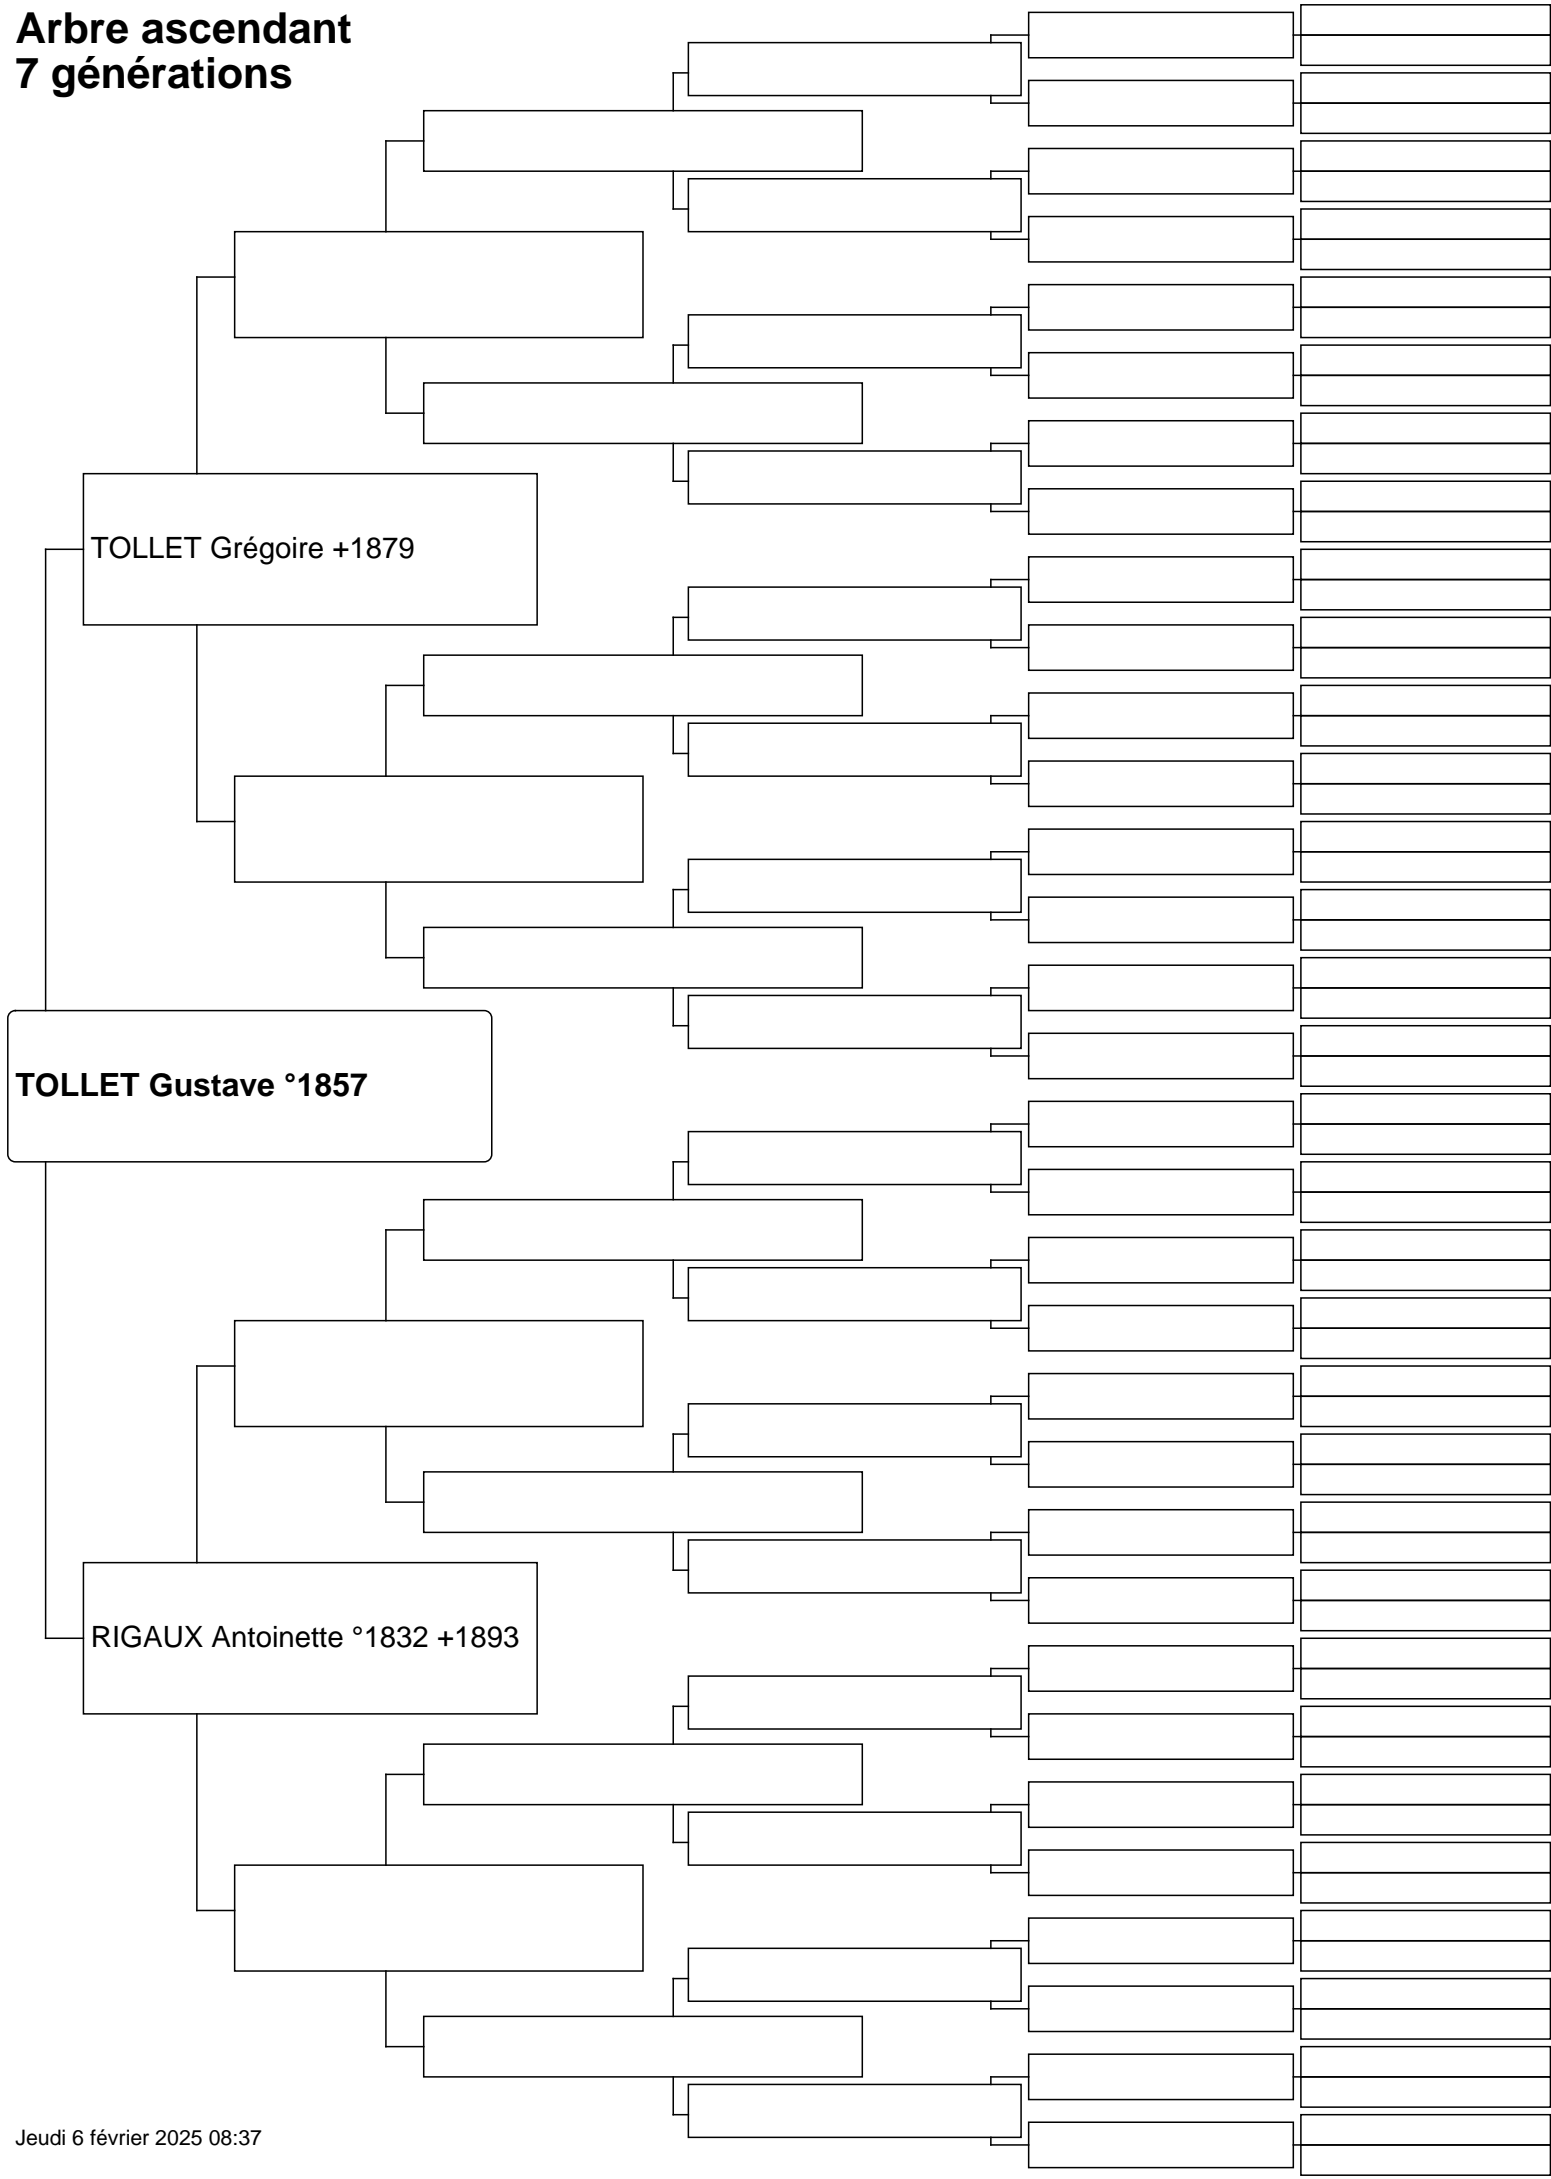 Arbre ascendant
7 générations
TOLLET Grégoire +1879
TOLLET Gustave °1857
RIGAUX Antoinette °1832 +1893
Jeudi 6 février 2025 08:37